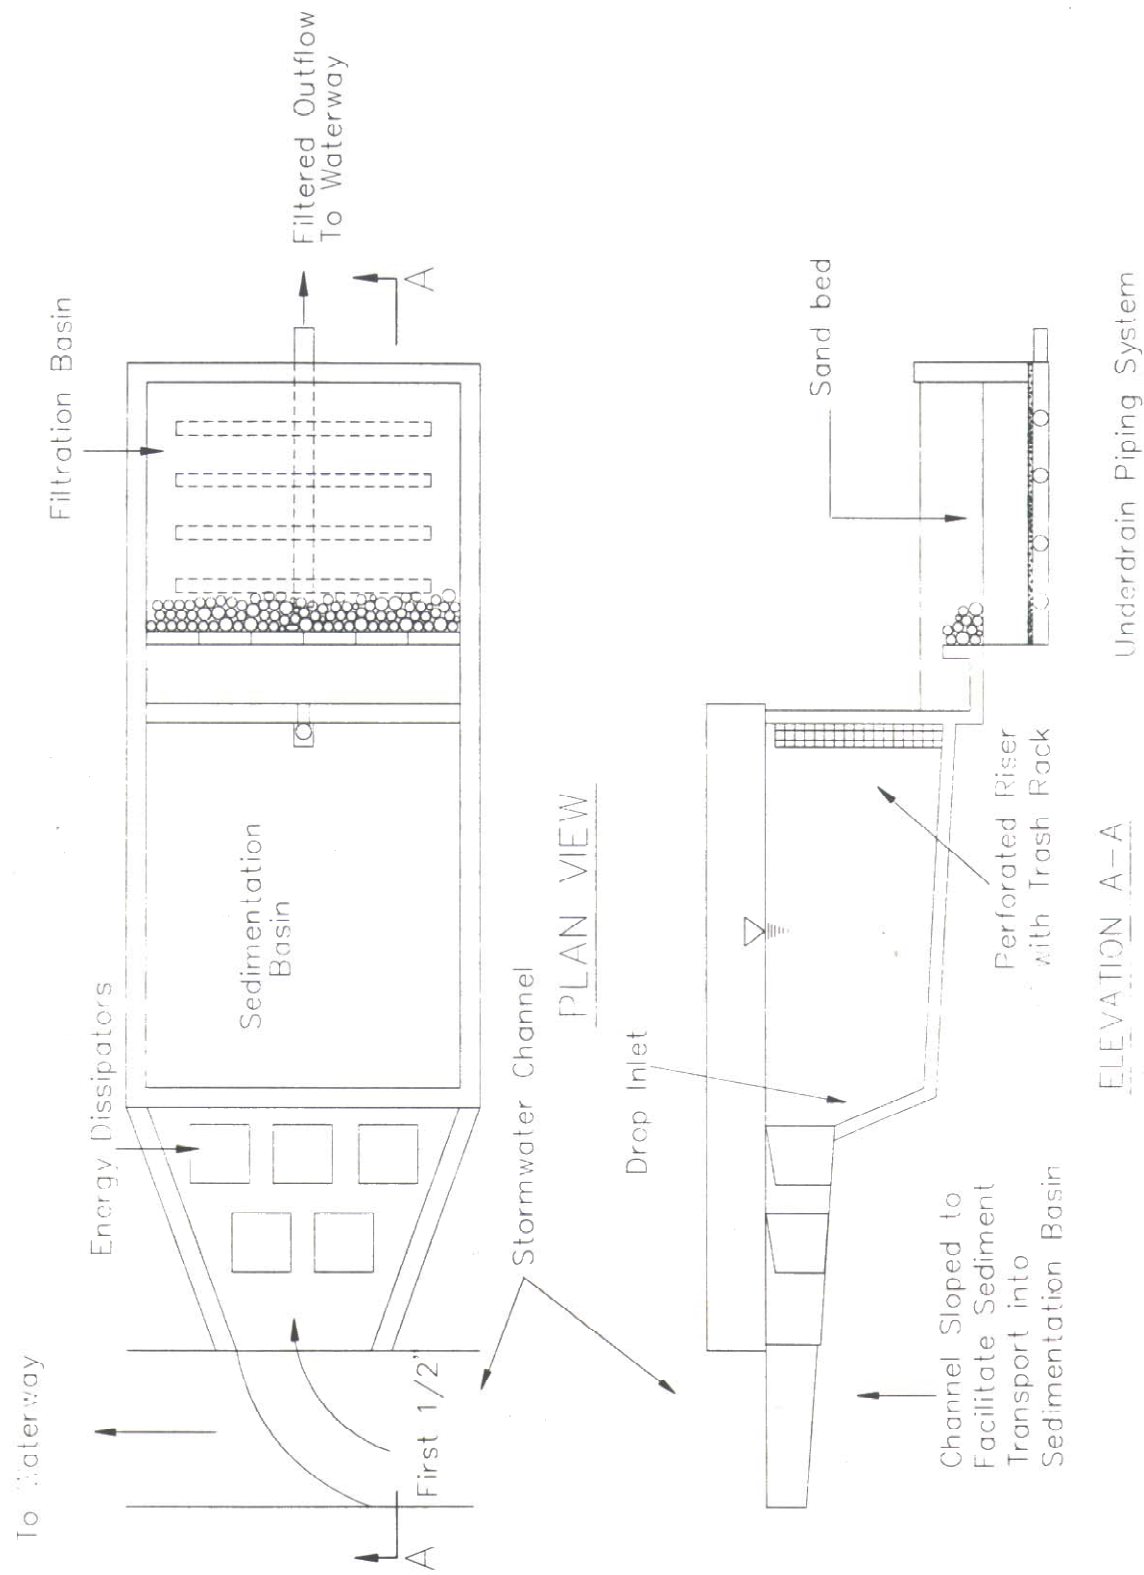 To Waterway
Energy Dissipators
Filtration Basin
Sedimentation
Basin
Filtered Outflow
To Waterway
A
A
First 1/2"
Stormwater Channel
PLAN VIEW
Drop Inlet
Sand bed
Channel Sloped to
Facilitate Sediment
Transport into
Sedimentation Basin
Perforated Riser
with Trash Rack
Underdrain Piping System
ELEVATION A-A